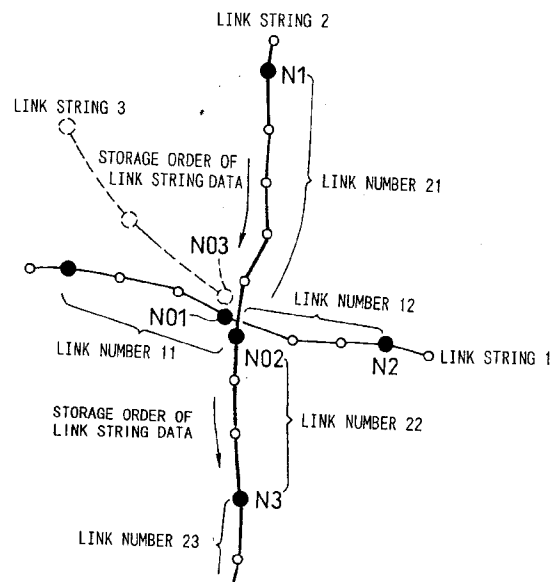 LINK STRING 2
N1
LINK STRING 3
STORAGE ORDER OF
LINK STRING DATA
LINK NUMBER 21
N03
LINK NUMBER 12
N01
LINK NUMBER 11
N02
N2
LINK STRING 1
STORAGE ORDER OF
LINK STRING DATA
LINK NUMBER 22
N3
LINK NUMBER 23